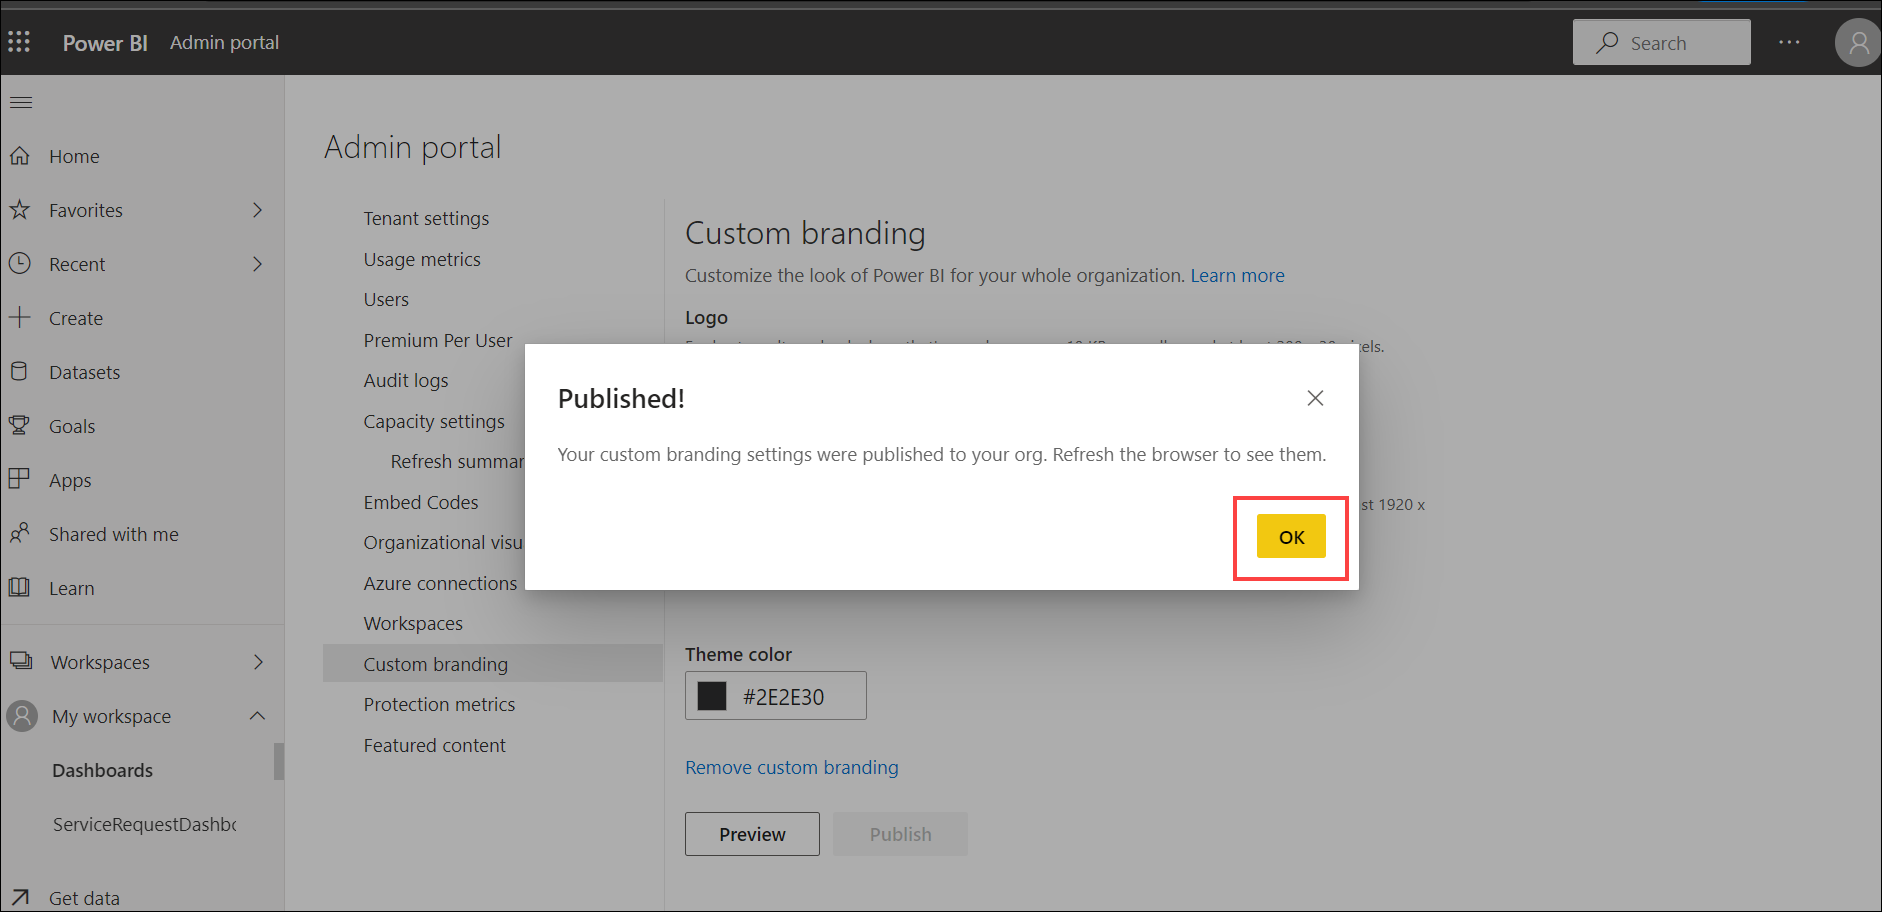 Power BI Admin portal
Search
Home
Favorites
Recent
Create
Datasets
Goals
Apps
Shared with me
Learn
Workspaces
My workspace
Dashboards
ServiceRequestDashbo
Get data
Admin portal
Tenant settings
Usage metrics
Users
Premium Per User
Audit logs
Capacity settings
Refresh summar
Embed Codes
Organizational visu
Azure connections
Workspaces
Custom branding
Protection metrics
Featured content
Custom branding
Customize the look of Power BI for your whole organization. Learn more
Logo
Published!
Your custom branding settings were published to your org. Refresh the browser to see them.
OK
st 1920 x
Theme color
#2E2E30
Remove custom branding
Preview
Publish